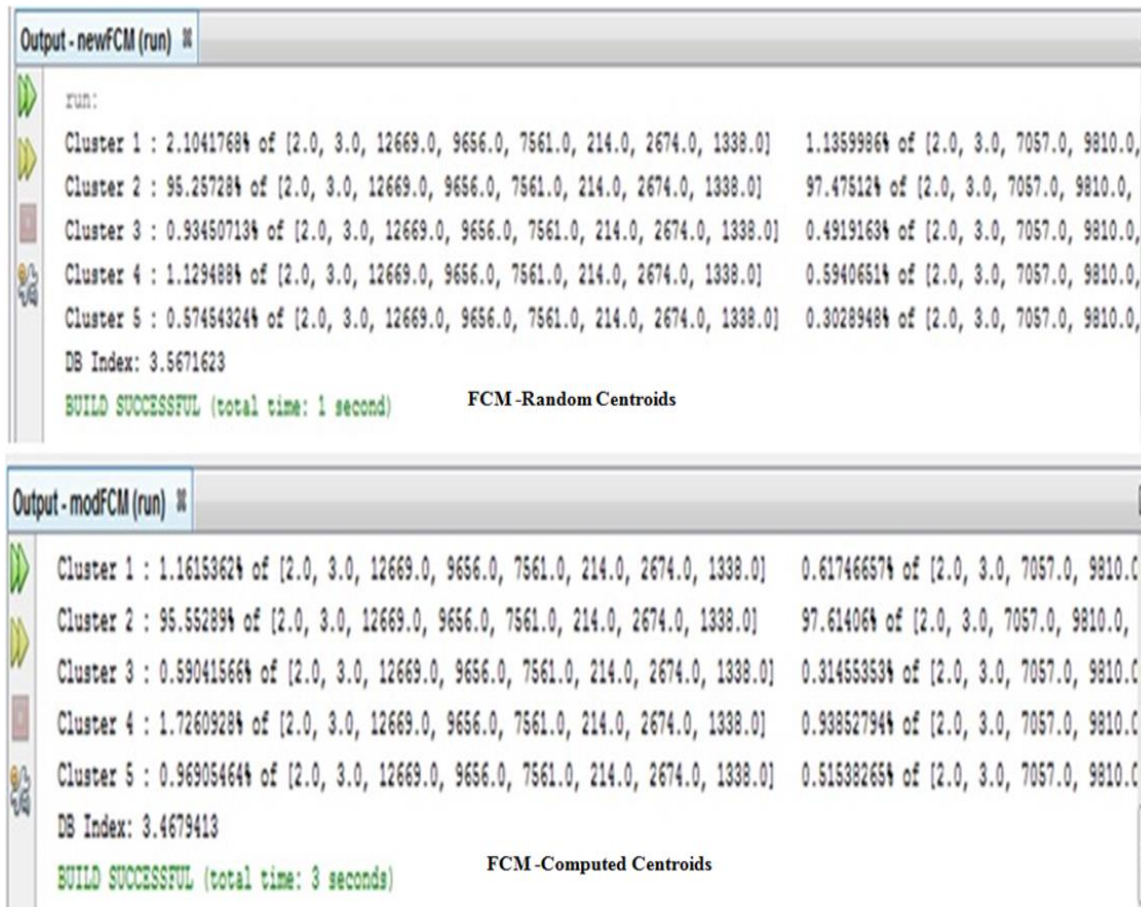 Output - newFCM (run)
run:
Cluster 1 : 2.1041768% of [2.0, 3.0, 12669.0, 9656.0, 7561.0, 214.0, 2674.0, 1338.0] 1.1359986% of [2.0, 3.0, 7057.0, 9810.0,
Cluster 2 : 95.25728% of [2.0, 3.0, 12669.0, 9656.0, 7561.0, 214.0, 2674.0, 1338.0] 97.47512% of [2.0, 3.0, 7057.0, 9810.0,
Cluster 3 : 0.93450713% of [2.0, 3.0, 12669.0, 9656.0, 7561.0, 214.0, 2674.0, 1338.0] 0.4919163% of [2.0, 3.0, 7057.0, 9810.0,
Cluster 4 : 1.129488% of [2.0, 3.0, 12669.0, 9656.0, 7561.0, 214.0, 2674.0, 1338.0] 0.5940651% of [2.0, 3.0, 7057.0, 9810.0,
Cluster 5 : 0.57454324% of [2.0, 3.0, 12669.0, 9656.0, 7561.0, 214.0, 2674.0, 1338.0] 0.3028948% of [2.0, 3.0, 7057.0, 9810.0,
DB Index: 3.5671623
BUILD SUCCESSFUL (total time: 1 second) FCM -Random Centroids
Output - modFCM (run)
Cluster 1 : 1.1615362% of [2.0, 3.0, 12669.0, 9656.0, 7561.0, 214.0, 2674.0, 1338.0] 0.61746657% of [2.0, 3.0, 7057.0, 9810.0
Cluster 2 : 95.55289% of [2.0, 3.0, 12669.0, 9656.0, 7561.0, 214.0, 2674.0, 1338.0] 97.61406% of [2.0, 3.0, 7057.0, 9810.0,
Cluster 3 : 0.59041566% of [2.0, 3.0, 12669.0, 9656.0, 7561.0, 214.0, 2674.0, 1338.0] 0.31455353% of [2.0, 3.0, 7057.0, 9810.0
Cluster 4 : 1.7260928% of [2.0, 3.0, 12669.0, 9656.0, 7561.0, 214.0, 2674.0, 1338.0] 0.93852794% of [2.0, 3.0, 7057.0, 9810.0
Cluster 5 : 0.96905464% of [2.0, 3.0, 12669.0, 9656.0, 7561.0, 214.0, 2674.0, 1338.0] 0.51538265% of [2.0, 3.0, 7057.0, 9810.0
DB Index: 3.4679413
BUILD SUCCESSFUL (total time: 3 seconds) FCM -Computed Centroids